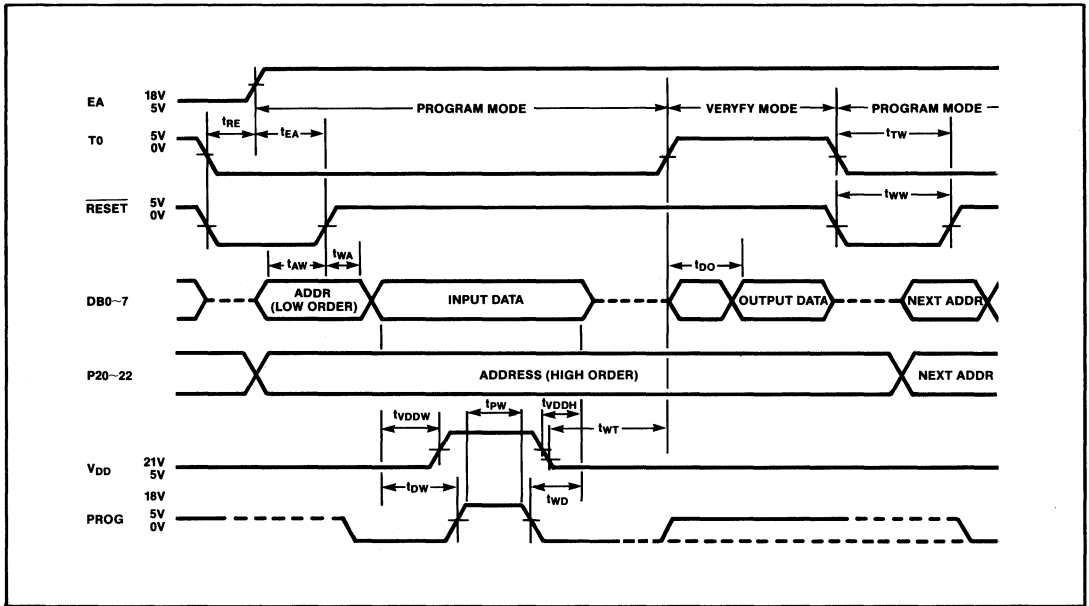 EA 18V
5V
PROGRAM MODE VERYFY MODE PROGRAM MODE
tRE tEA tTW
T0 5V
0V
tWW
RESET 5V
0V
tAW tWA tDO
DB0~7 ADDR
(LOW ORDER) INPUT DATA OUTPUT DATA NEXT ADDR
P20~22 ADDRESS (HIGH ORDER) NEXT ADDR
tVDDW tPW tVDDH
tWT
VDD 21V
5V
tDW tWD
18V
PROG 5V
0V